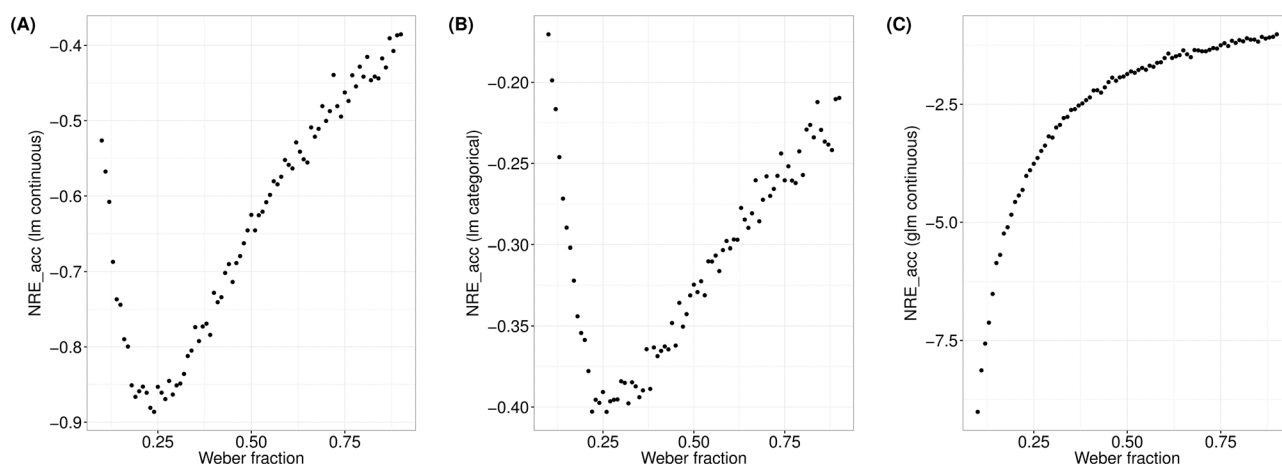 (A)
NRE_acc (lm continuous)
−0.4
−0.5
−0.6
−0.7
−0.8
−0.9
0.25 0.50 0.75
Weber fraction
(B)
NRE_acc (lm categorical)
−0.20
−0.25
−0.30
−0.35
−0.40
0.25 0.50 0.75
Weber fraction
(C)
NRE_acc (glm continuous)
−2.5
−5.0
−7.5
0.25 0.50 0.75
Weber fraction